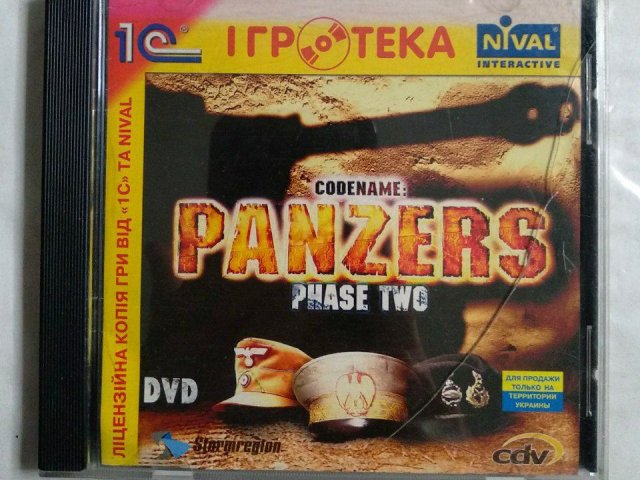 1С®
ІГРОТЕКА
NIVAL
INTERACTIVE
ЛІЦЕНЗІЙНА КОПІЯ ГРИ ВІД «1С» ТА NIVAL
CODENAME:
PANZERS
PHASE TWO
DVD
ДЛЯ ПРОДАЖИ
ТОЛЬКО НА
ТЕРРИТОРИИ
УКРАИНЫ
Stormregion
cdv